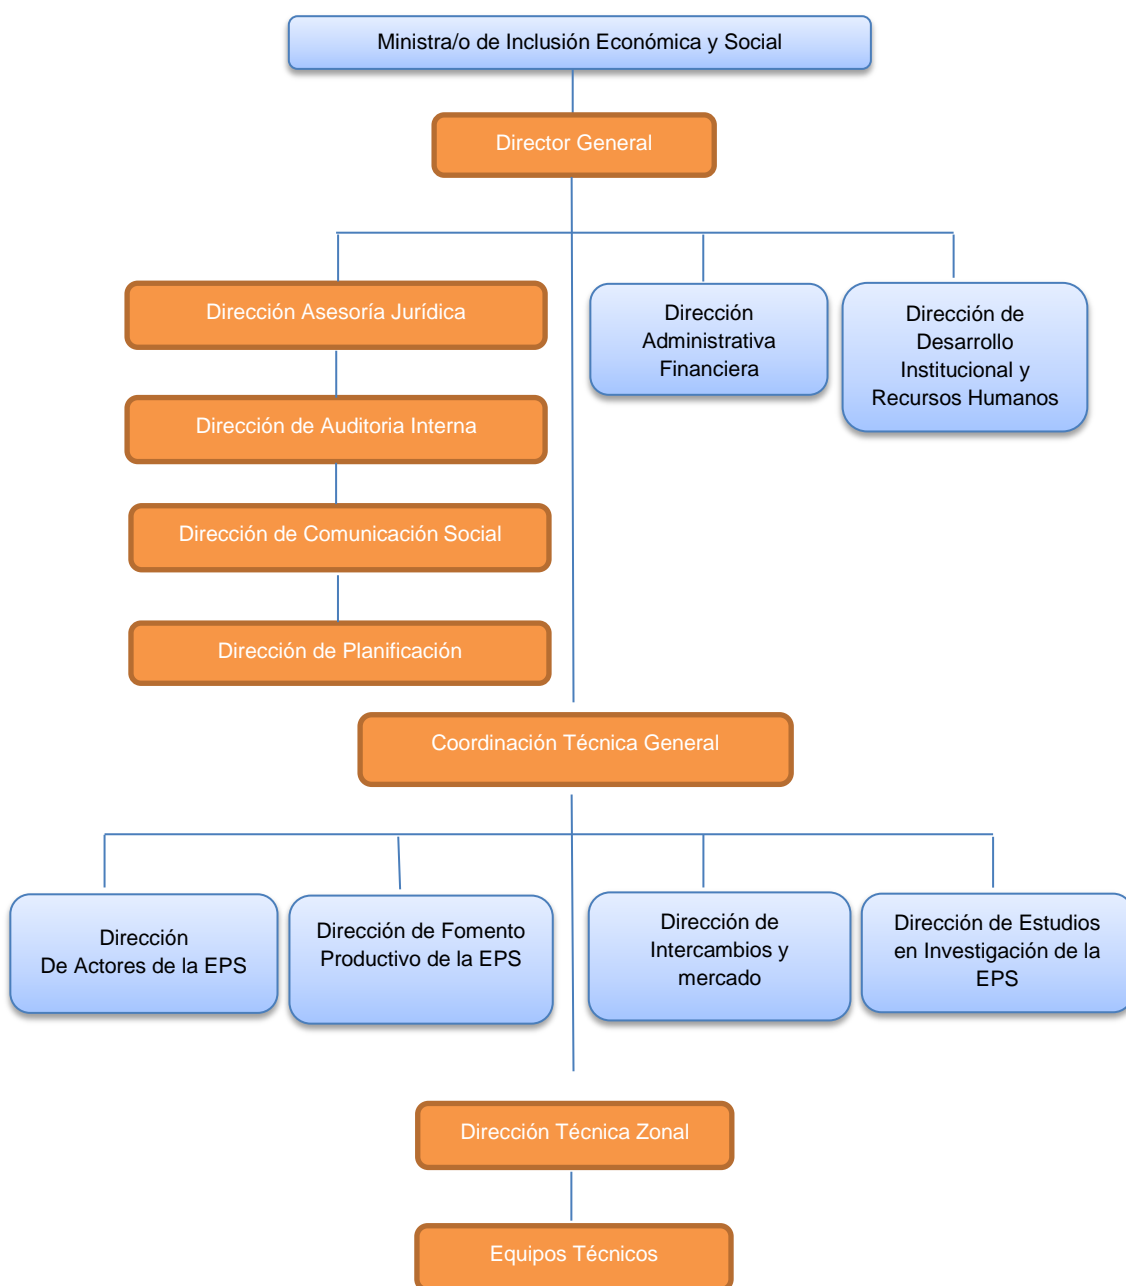 Ministra/o de Inclusión Económica y Social
Director General
Dirección Asesoría Jurídica
Dirección
Administrativa
Financiera
Dirección de
Desarrollo
Institucional y
Recursos Humanos
Dirección de Auditoria Interna
Dirección de Comunicación Social
Dirección de Planificación
Coordinación Técnica General
Dirección
De Actores de la EPS
Dirección de Fomento
Productivo de la EPS
Dirección de
Intercambios y
mercado
Dirección de Estudios
en Investigación de la
EPS
Dirección Técnica Zonal
Equipos Técnicos